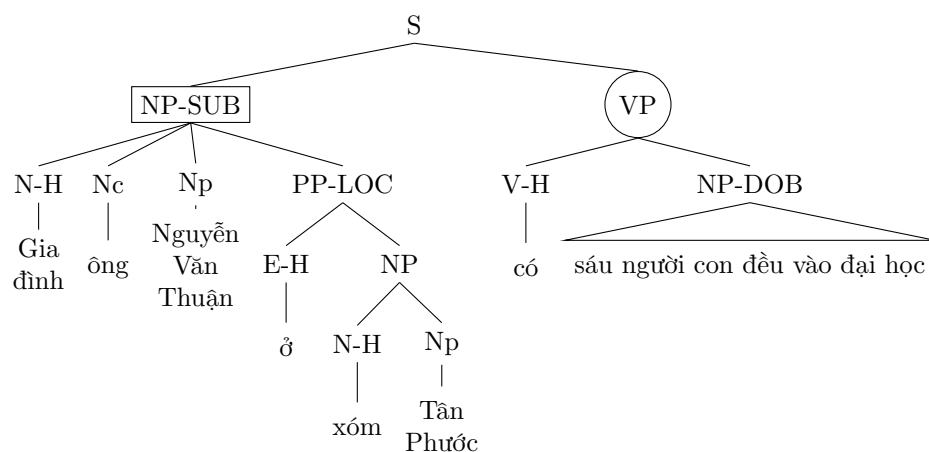 S
NP-SUB VP
N-H Nc Np PP-LOC V-H NP-DOB
Gia
đình
ông
Nguyễn
Văn
Thuận
E-H NP
có
sáu người con đều vào đại học
ở
N-H Np
xóm
Tân
Phước